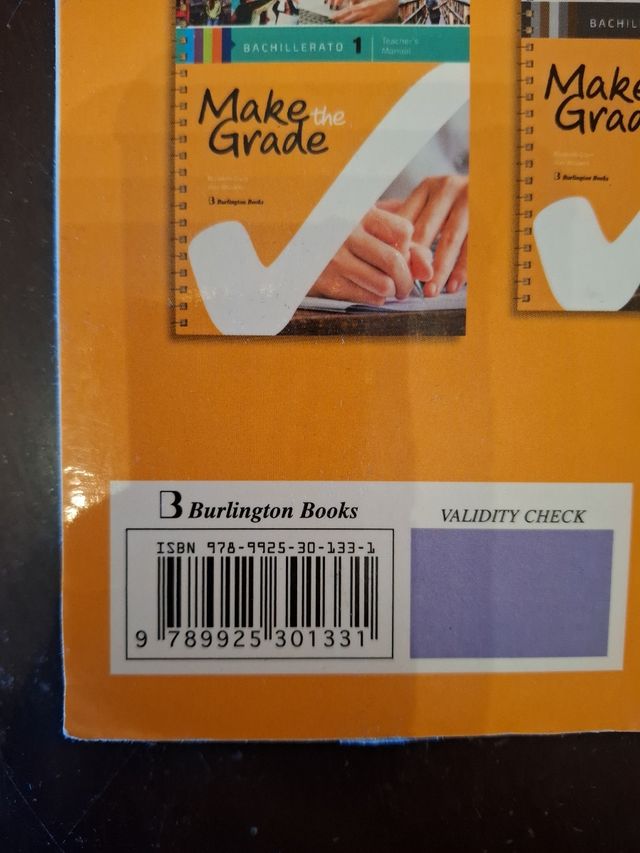 BACHILLERATO 1 Teacher's Manual
BACHILL
Make the Grade
Make
Grad
Burlington Books
Burlington Books
B Burlington Books
VALIDITY CHECK
ISBN 978-9925-30-133-1
9 789925 301331